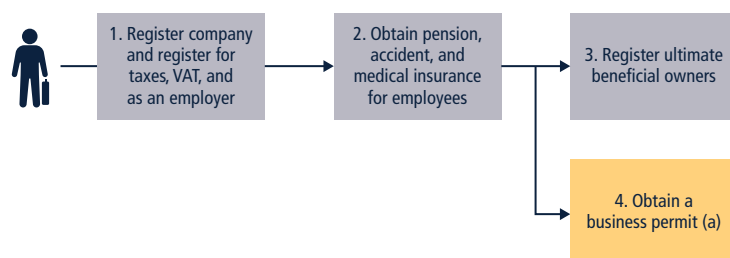 1. Register company
and register for
taxes, VAT, and
as an employer
2. Obtain pension,
accident, and
medical insurance
for employees
3. Register ultimate
beneficial owners
4. Obtain a
business permit (a)